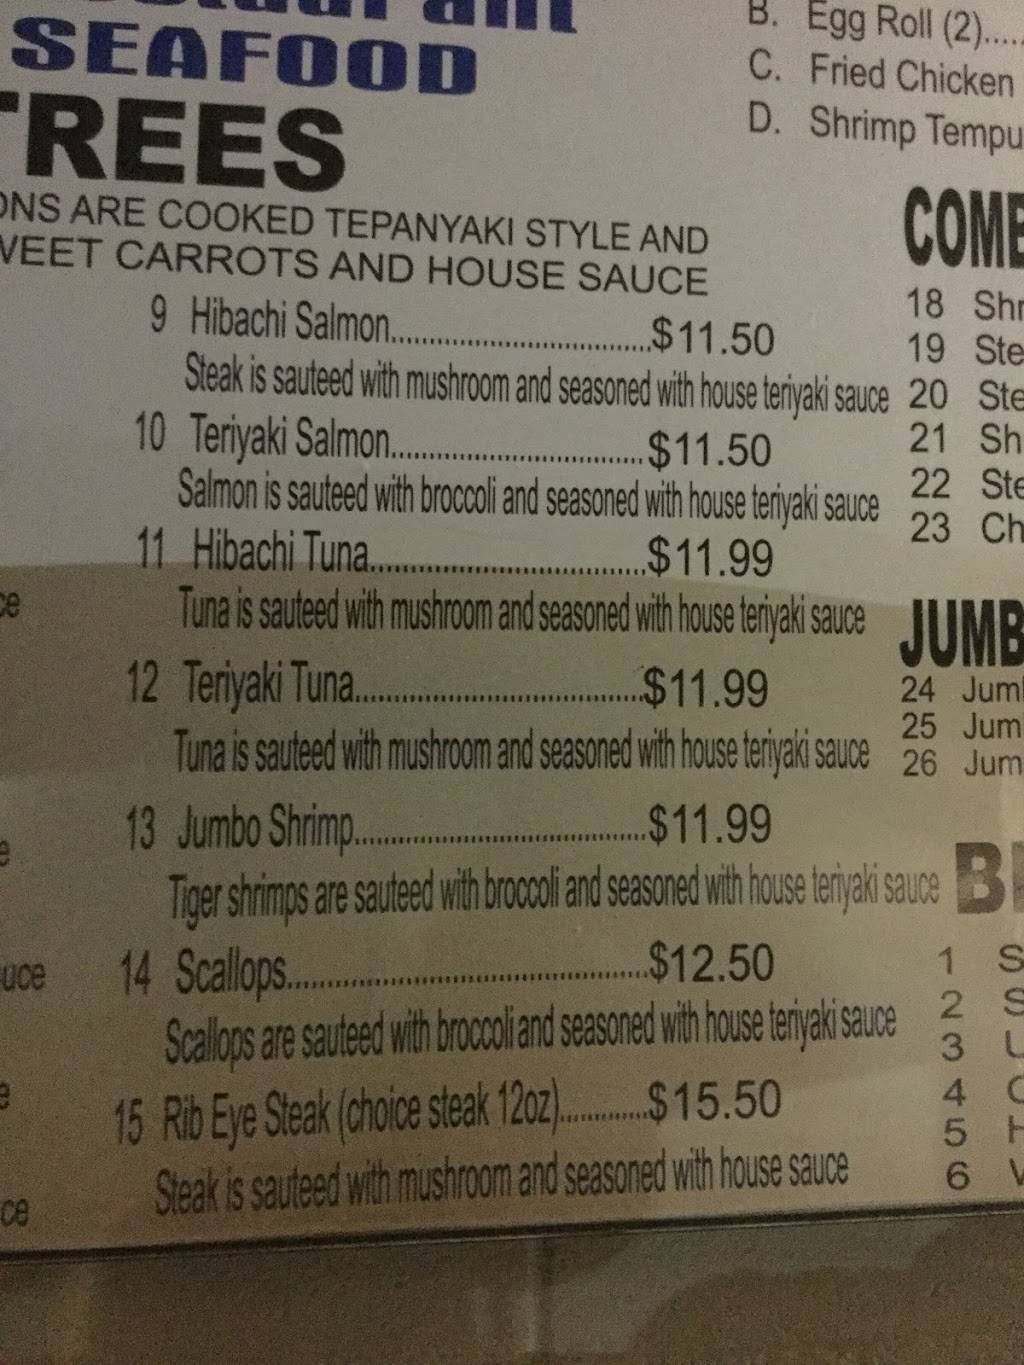 SEAFOOD
TREES
ONS ARE COOKED TEPANYAKI STYLE AND
WEET CARROTS AND HOUSE SAUCE
9 Hibachi Salmon..................................$11.50
Steak is sauteed with mushroom and seasoned with house teriyaki sauce
10 Teriyaki Salmon..................................$11.50
Salmon is sauteed with broccoli and seasoned with house teriyaki sauce
11 Hibachi Tuna....................................$11.99
Tuna is sauteed with mushroom and seasoned with house teriyaki sauce
12 Teriyaki Tuna......................................$11.99
Tuna is sauteed with mushroom and seasoned with house teriyaki sauce
13 Jumbo Shrimp......................................$11.99
Tiger shrimps are sauteed with broccoli and seasoned with house teriyaki sauce
14 Scallops...............................................$12.50
Scallops are sauteed with broccoli and seasoned with house teriyaki sauce
15 Rib Eye Steak (choice steak 12oz)............$15.50
Steak is sauteed with mushroom and seasoned with house sauce
B. Egg Roll (2).....
C. Fried Chicken
D. Shrimp Tempu
COMB
18 Shr
19 Ste
20 Ste
21 Sh
22 Ste
23 Ch
JUMB
24 Juml
25 Jum
26 Jum
1 S
2 S
3
4
5 H
6 V